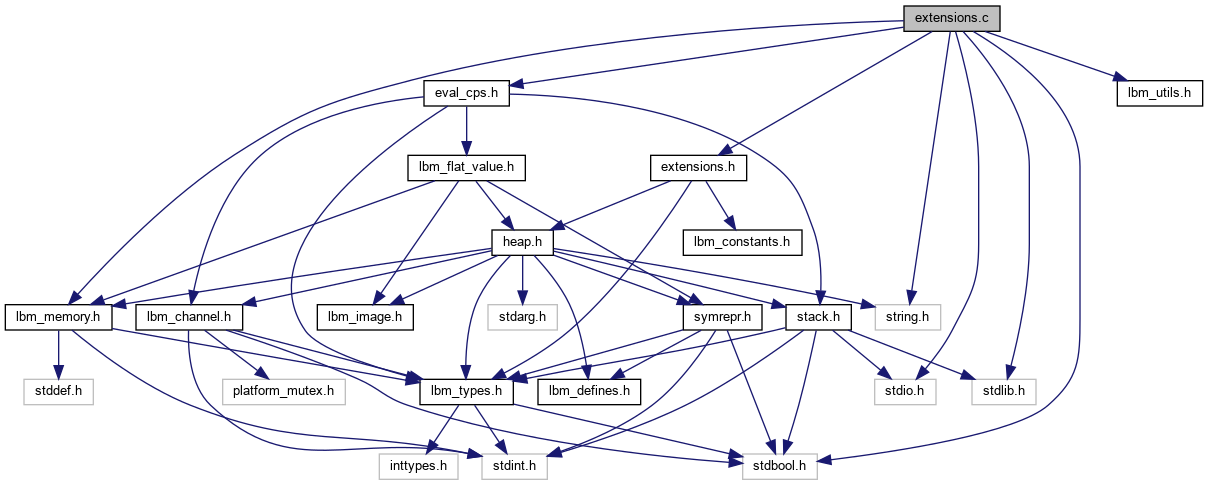 extensions.c
eval_cps.h
lbm_utils.h
lbm_flat_value.h
extensions.h
heap.h
lbm_constants.h
lbm_memory.h
lbm_channel.h
lbm_image.h
stdarg.h
symrepr.h
stack.h
string.h
stddef.h
platform_mutex.h
lbm_types.h
lbm_defines.h
stdio.h
stdlib.h
inttypes.h
stdint.h
stdbool.h